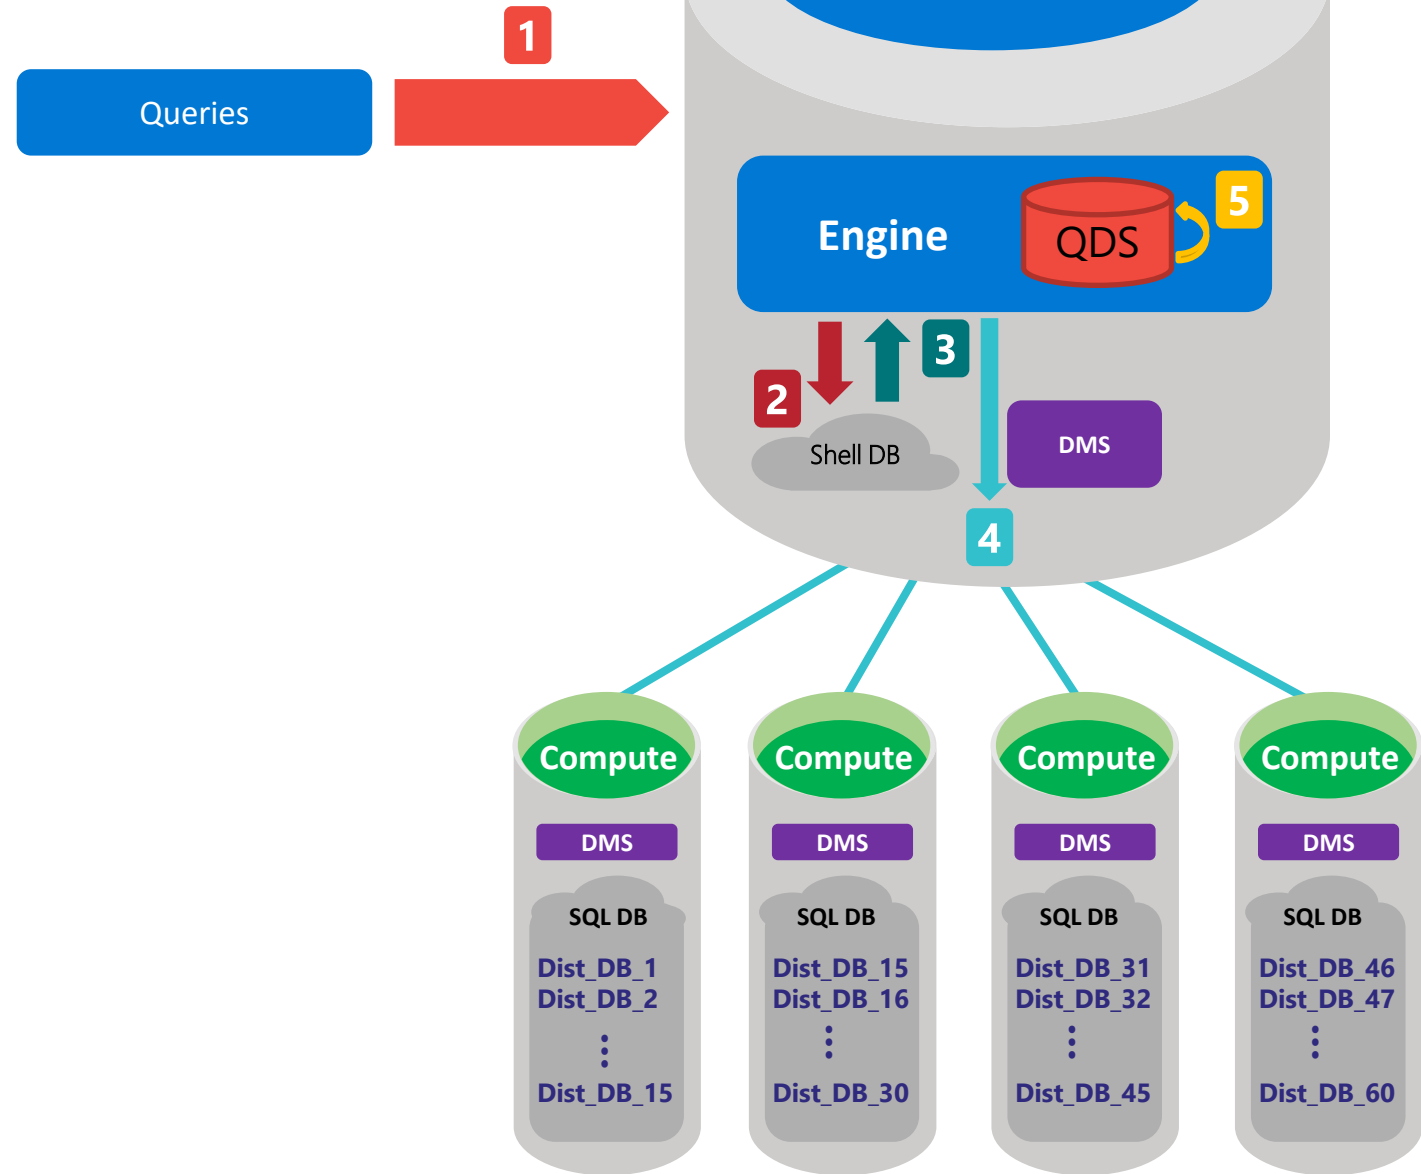 1
Queries
Engine
QDS
5
3
2
Shell DB
DMS
4
Compute
Compute
Compute
Compute
DMS
DMS
DMS
DMS
SQL DB
SQL DB
SQL DB
SQL DB
Dist_DB_1
Dist_DB_2
Dist_DB_15
Dist_DB_15
Dist_DB_16
Dist_DB_30
Dist_DB_31
Dist_DB_32
Dist_DB_45
Dist_DB_46
Dist_DB_47
Dist_DB_60